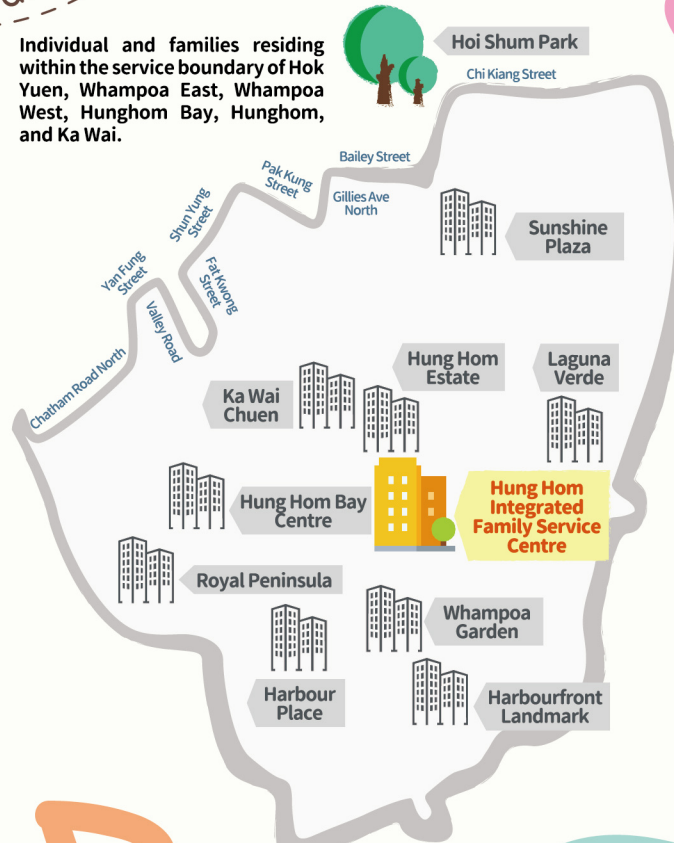 Individual and families residing
within the service boundary of Hok
Yuen, Whampoa East, Whampoa
West, Hunghom Bay, Hunghom,
and Ka Wai.
Hoi Shum Park
Chi Kiang Street
Bailey Street
Pak Kung
Street
Gillies Ave
North
Shun Yung
Street
Sunshine
Plaza
Yan Fung
Street
Fat Kwong
Street
Valley Road
Chatham Road North
Hung Hom
Estate
Laguna
Verde
Ka Wai
Chuen
Hung Hom Bay
Centre
Hung Hom
Integrated
Family Service
Centre
Royal Peninsula
Whampoa
Garden
Harbour
Place
Harbourfront
Landmark